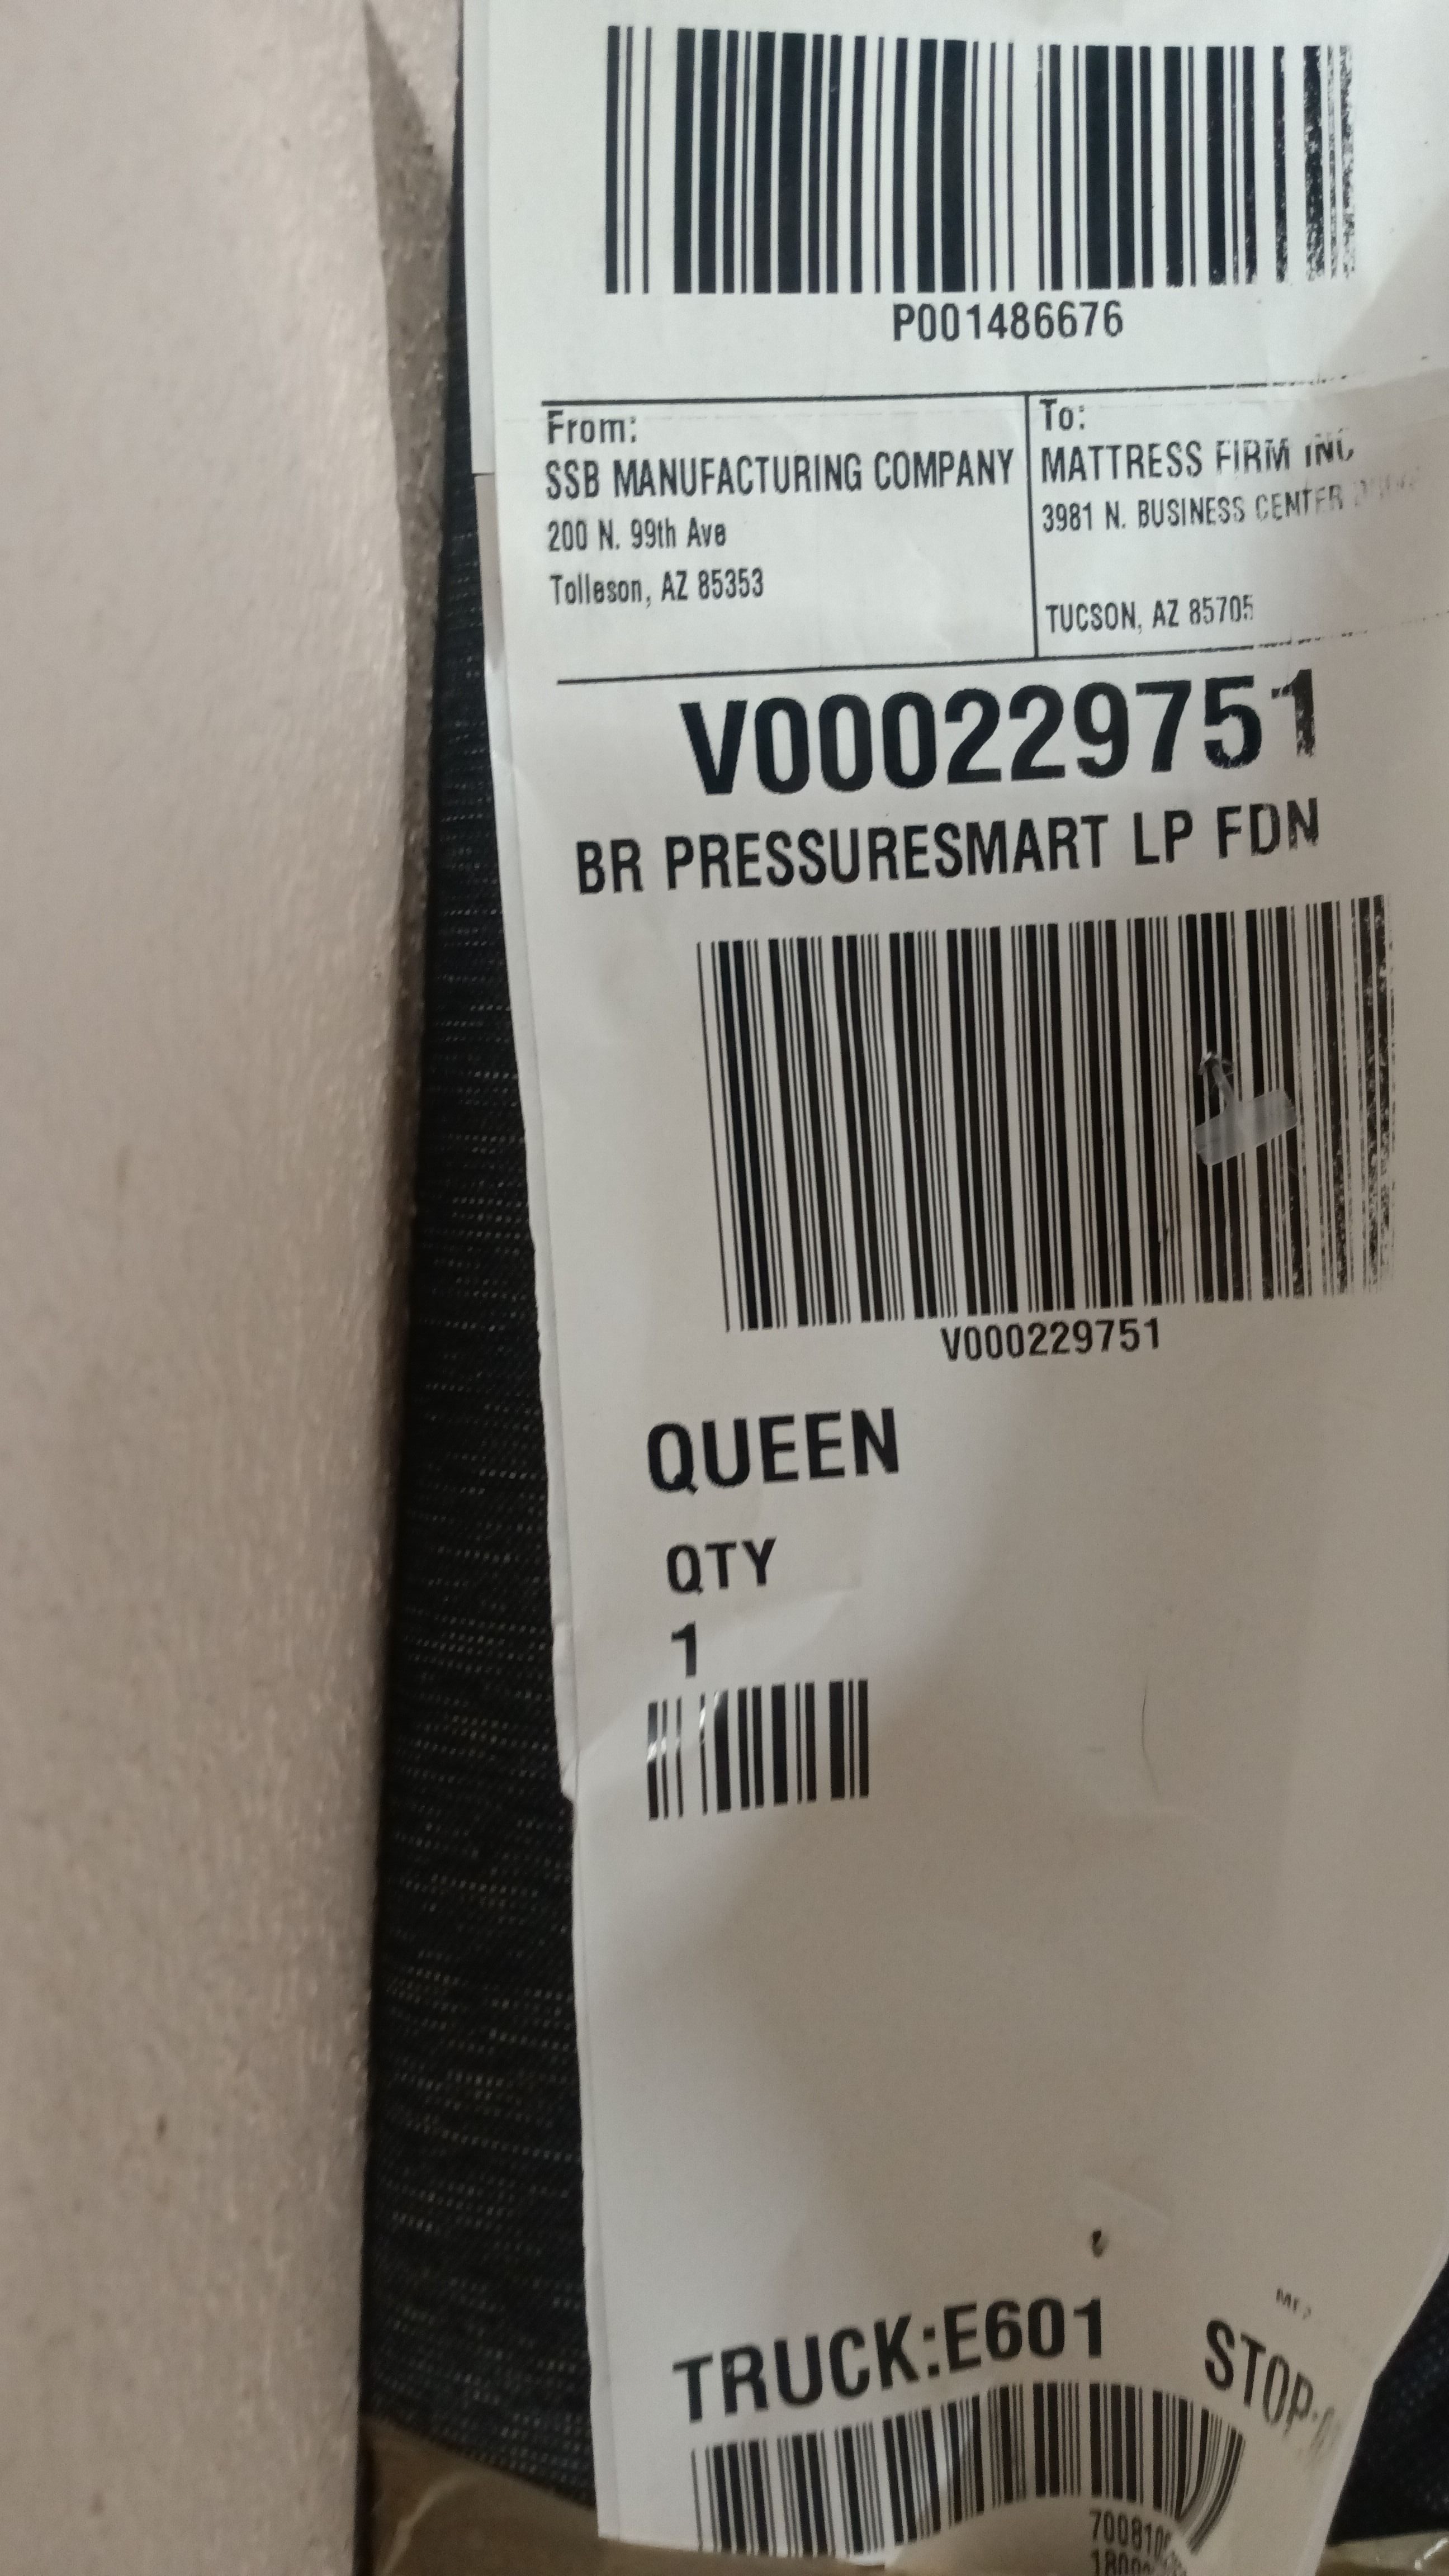 P001486676
From:
SSB MANUFACTURING COMPANY
200 N. 99th Ave
Tolleson, AZ 85353
To:
MATTRESS FIRM INC
3981 N. BUSINESS CENTER
TUCSON, AZ 85705
V000229751
BR PRESSURESMART LP FDN
V000229751
QUEEN
QTY
1
TRUCK:E601
STOP: